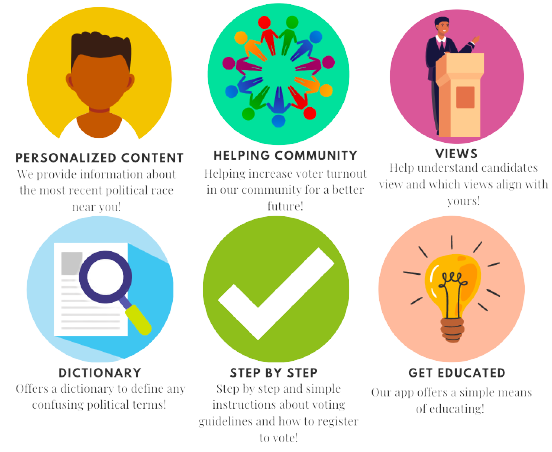 PERSONALIZED CONTENT
We provide information about
the most recent political race
near you!
HELPING COMMUNITY
Helping increase voter turnout
in our community for a better
future!
VIEWS
Help understand candidates
view and which views align with
yours!
DICTIONARY
Offers a dictionary to define any
confusing political terms!
STEP BY STEP
Step by step and simple
instructions about voting
guidelines and how to register
to vote!
GET EDUCATED
Our app offers a simple means
of educating!